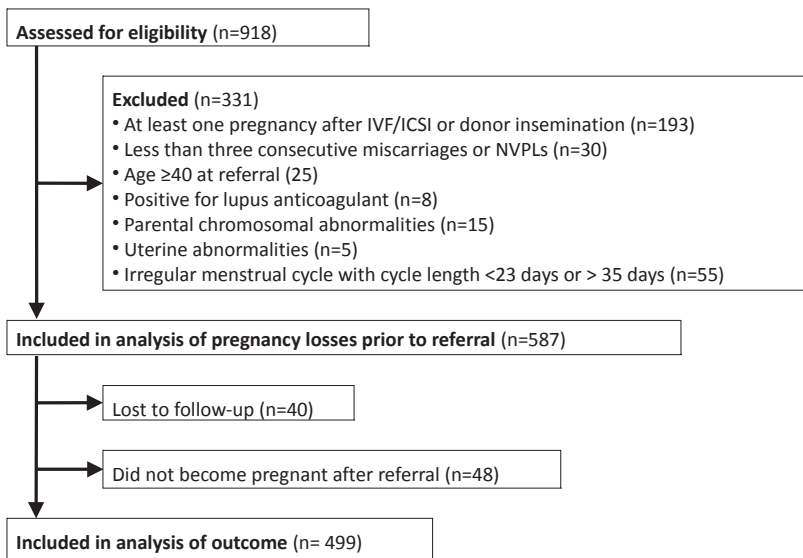 Assessed for eligibility (n=918)
Excluded (n=331)
• At least one pregnancy after IVF/ICSI or donor insemination (n=193)
• Less than three consecutive miscarriages or NVPLs (n=30)
• Age ≥40 at referral (25)
• Positive for lupus anticoagulant (n=8)
• Parental chromosomal abnormalities (n=15)
• Uterine abnormalities (n=5)
• Irregular menstrual cycle with cycle length <23 days or > 35 days (n=55)
Included in analysis of pregnancy losses prior to referral (n=587)
Lost to follow-up (n=40)
Did not become pregnant after referral (n=48)
Included in analysis of outcome (n= 499)